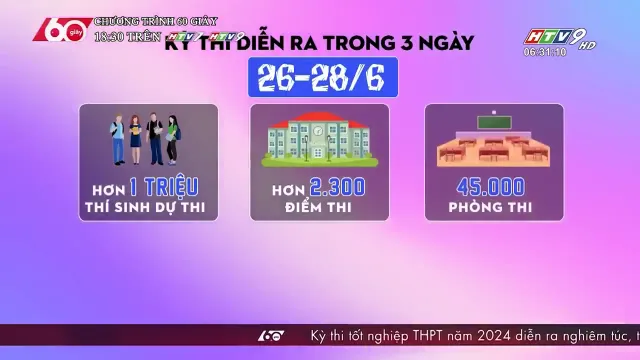 60 giây
CHƯƠNG TRÌNH 60 GIÂY
18:30 TRÊN HTV7 - HTV9
HTV9 HD
06:31:10
KỲ THI DIỄN RA TRONG 3 NGÀY
26-28/6
HƠN 1 TRIỆU
THÍ SINH DỰ THI
HƠN 2.300
ĐIỂM THI
45.000
PHÒNG THI
60 giây
Kỳ thi tốt nghiệp THPT năm 2024 diễn ra nghiêm túc, t